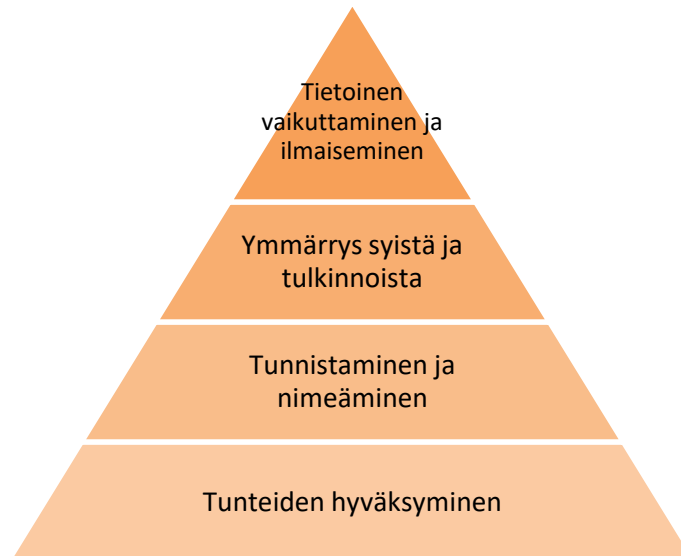 Tietoinen
vaikuttaminen ja
ilmaiseminen
Ymmärrys syistä ja
tulkinnoista
Tunnistaminen ja
nimeäminen
Tunteiden hyväksyminen